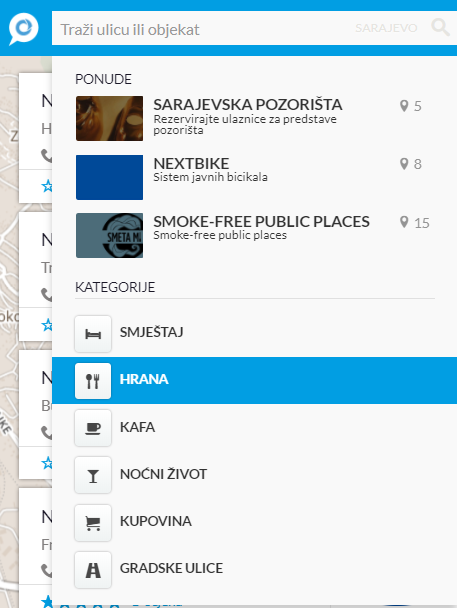 Traži ulicu ili objekat
SARAJEVO
PONUDE
SARAJEVSKA POZORIŠTA
5
Rezervirajte ulaznice za predstave
pozorišta
NEXTBIKE
8
Sistem javnih bicikala
SMOKE-FREE PUBLIC PLACES
15
Smoke-free public places
SMETA
KATEGORIJE
SMJEŠTAJ
HRANA
KAFA
NOĆNI ŽIVOT
KUPOVINA
GRADSKE ULICE